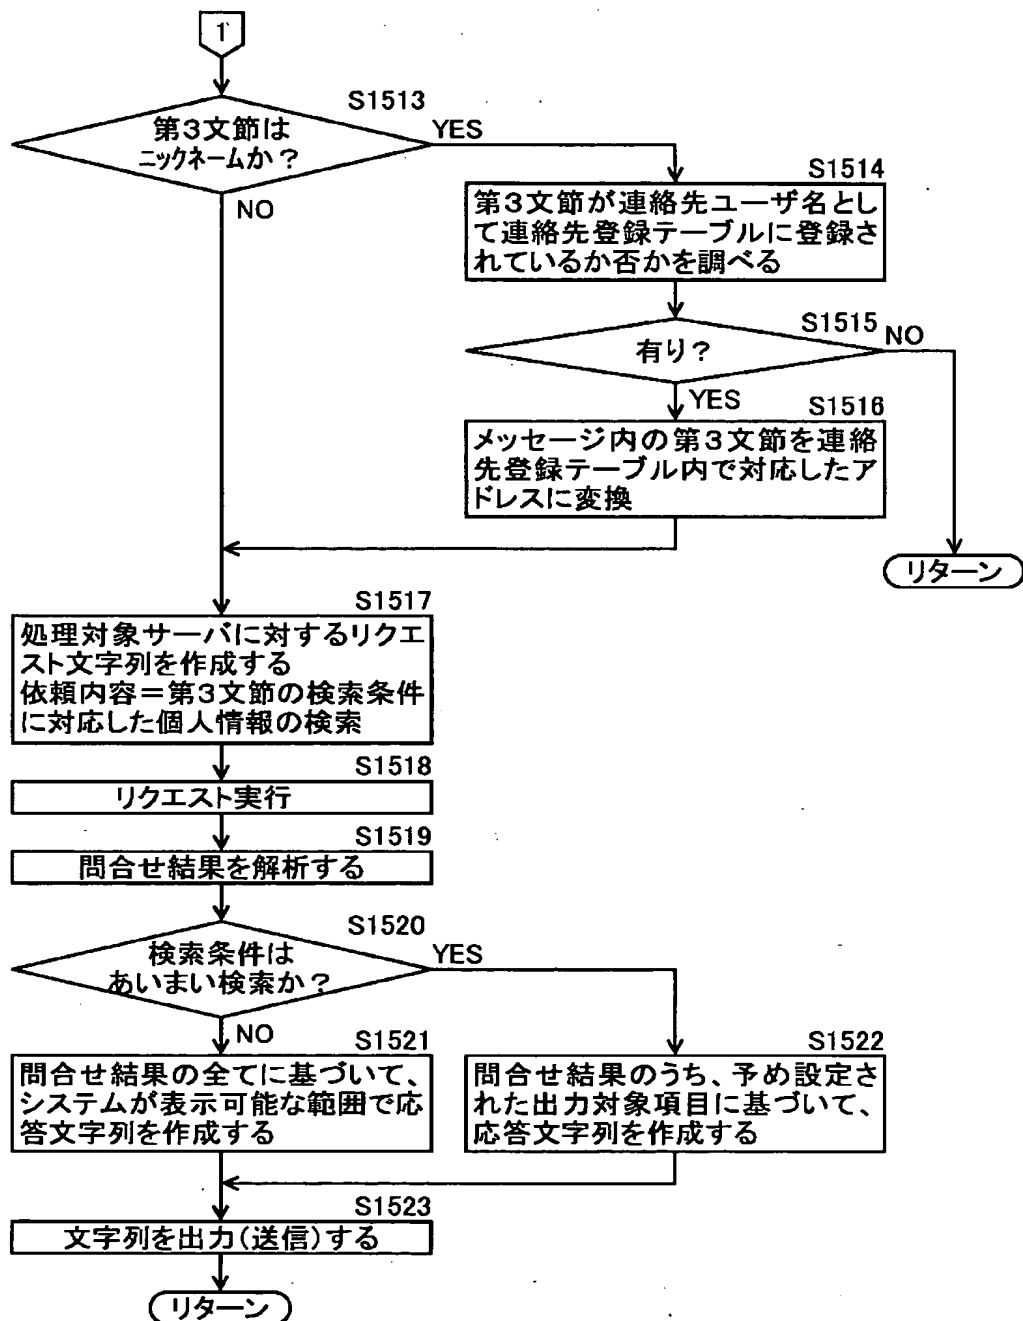 1
S1513
第3文節は
ニックネームか?
YES
NO
S1514
第3文節が連絡先ユーザ名とし
て連絡先登録テーブルに登録さ
れているか否かを調べる
S1515
有り?
NO
YES
S1516
メッセージ内の第3文節を連絡
先登録テーブル内で対応したア
ドレスに変換
リターン
S1517
処理対象サーバに対するリクエ
スト文字列を作成する
依頼内容=第3文節の検索条件
に対応した個人情報の検索
S1518
リクエスト実行
S1519
問合せ結果を解析する
S1520
検索条件は
あいまい検索か?
YES
NO
S1521
問合せ結果の全てに基づいて、
システムが表示可能な範囲で応
答文字列を作成する
S1522
問合せ結果のうち、予め設定さ
れた出力対象項目に基づいて、
応答文字列を作成する
S1523
文字列を出力(送信)する
リターン